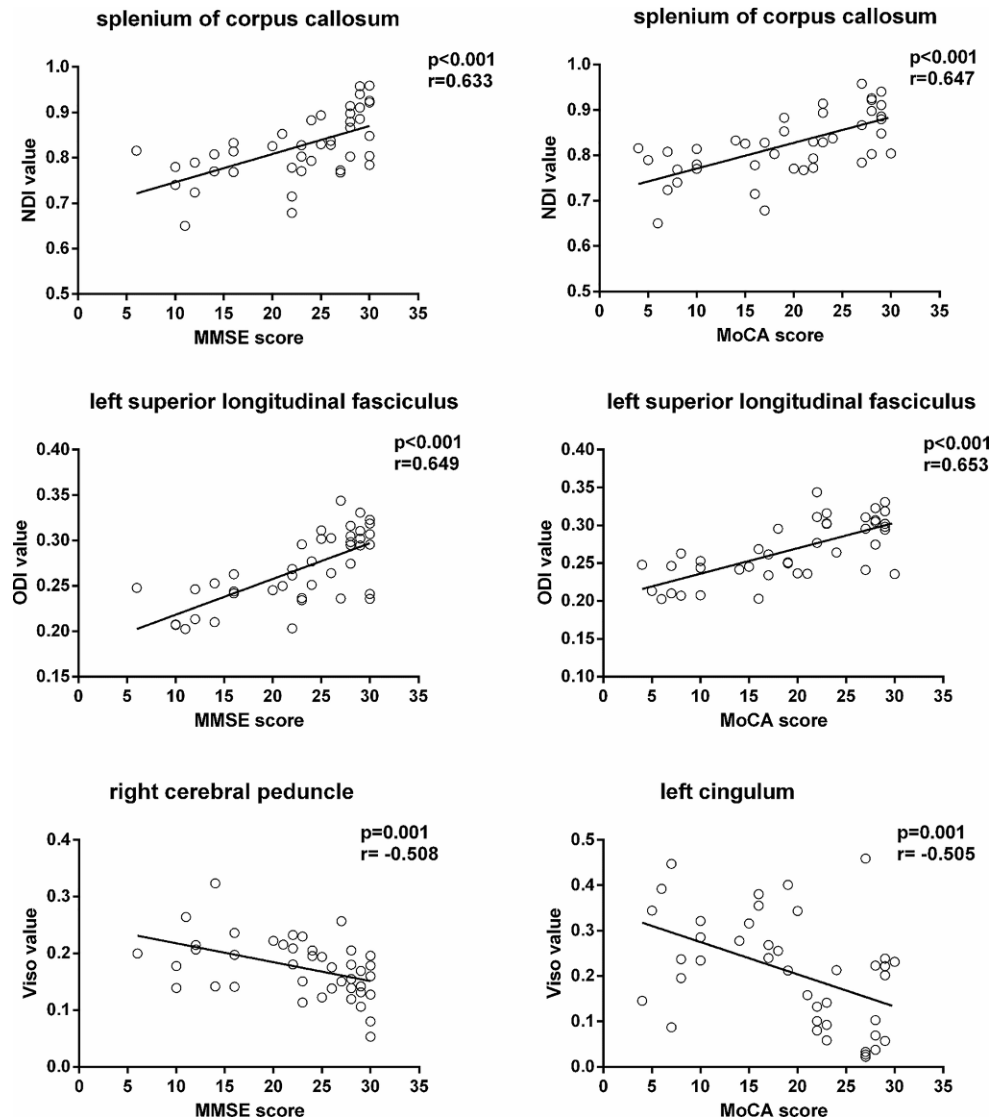 splenium of corpus callosum
p<0.001
r=0.633
1.0
0.9
0.8
0.7
0.6
0.5
NDI value
0 5 10 15 20 25 30 35
MMSE score
splenium of corpus callosum
p<0.001
r=0.647
1.0
0.9
0.8
0.7
0.6
0.5
NDI value
0 5 10 15 20 25 30 35
MoCA score
left superior longitudinal fasciculus
p<0.001
r=0.649
0.40
0.35
0.30
0.25
0.20
0.15
ODI value
0 5 10 15 20 25 30 35
MMSE score
left superior longitudinal fasciculus
p<0.001
r=0.653
0.40
0.35
0.30
0.25
0.20
0.15
0.10
ODI value
0 5 10 15 20 25 30 35
MoCA score
right cerebral peduncle
p=0.001
r= -0.508
0.4
0.3
0.2
0.1
0.0
Viso value
0 5 10 15 20 25 30 35
MMSE score
left cingulum
p=0.001
r= -0.505
0.5
0.4
0.3
0.2
0.1
0.0
Viso value
0 5 10 15 20 25 30 35
MoCA score